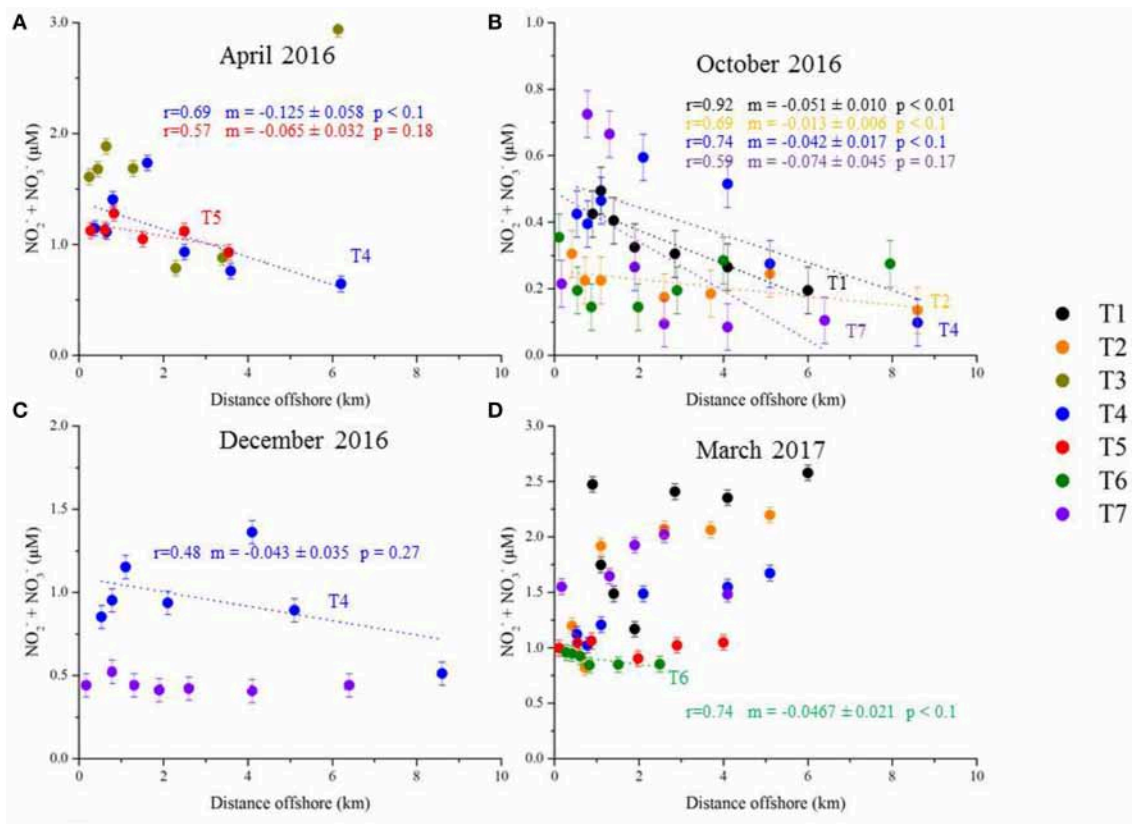 A
April 2016
r=0.69 m = -0.125 ± 0.058 p < 0.1
r=0.57 m = -0.065 ± 0.032 p = 0.18
T5
T4
3.0
2.0
1.0
0.0
NO₂⁻ + NO₃⁻ (µM)
0 2 4 6 8 10
Distance offshore (km)
B
October 2016
r=0.92 m = -0.051 ± 0.010 p < 0.01
r=0.69 m = -0.013 ± 0.006 p < 0.1
r=0.74 m = -0.042 ± 0.017 p < 0.1
r=0.59 m = -0.074 ± 0.045 p = 0.17
T1
T2
T7
T4
1.0
0.8
0.6
0.4
0.2
0.0
NO₂⁻ + NO₃⁻ (µM)
0 2 4 6 8 10
Distance offshore (km)
C
December 2016
r=0.48 m = -0.043 ± 0.035 p = 0.27
T4
2.0
1.5
1.0
0.5
0.0
NO₂⁻ + NO₃⁻ (µM)
0 2 4 6 8 10
Distance offshore (km)
D
March 2017
T6
r=0.74 m = -0.0467 ± 0.021 p < 0.1
3.0
2.5
2.0
1.5
1.0
0.5
0.0
NO₂⁻ + NO₃⁻ (µM)
0 2 4 6 8 10
Distance offshore (km)
T1
T2
T3
T4
T5
T6
T7